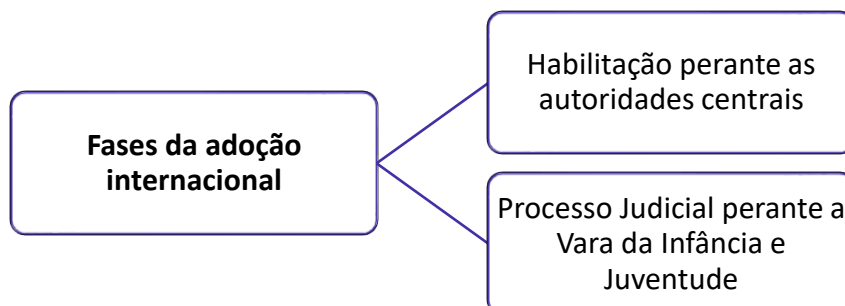 Habilitação perante as
autoridades centrais
Fases da adoção
internacional
Processo Judicial perante a
Vara da Infância e
Juventude